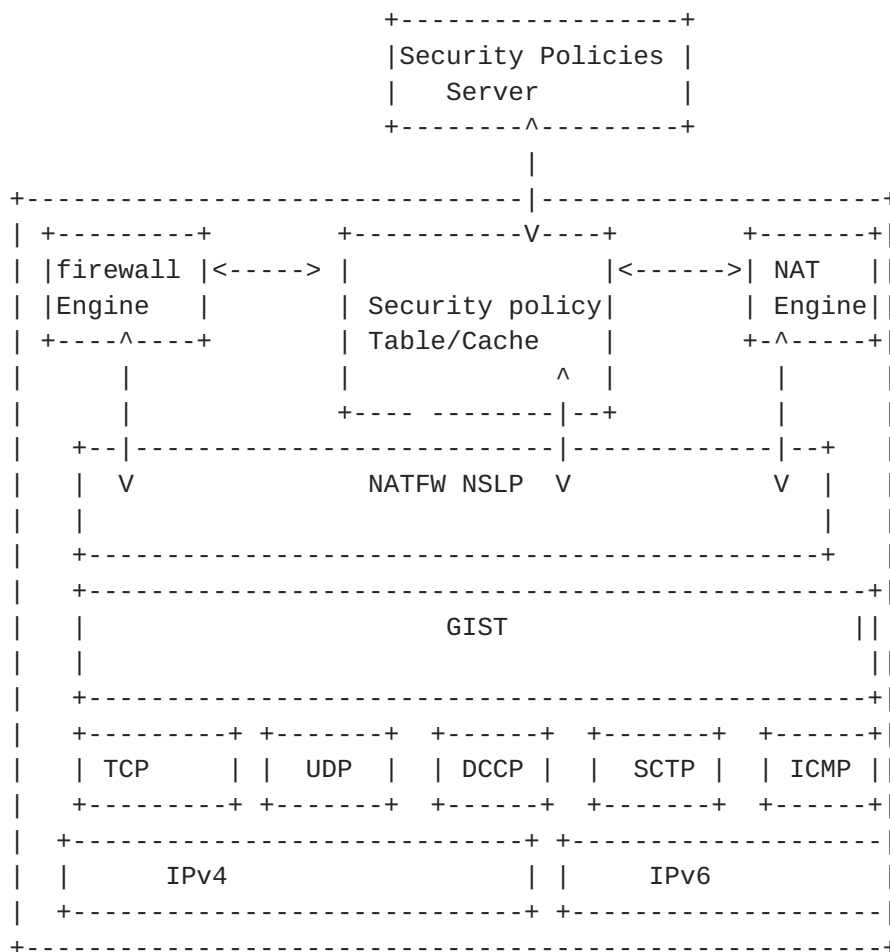 Security Policies
Server
firewall NAT
Engine Security policy Engine
Table/Cache
NATFW NSLP
GIST
TCP UDP DCCP SCTP ICMP
IPv4 IPv6